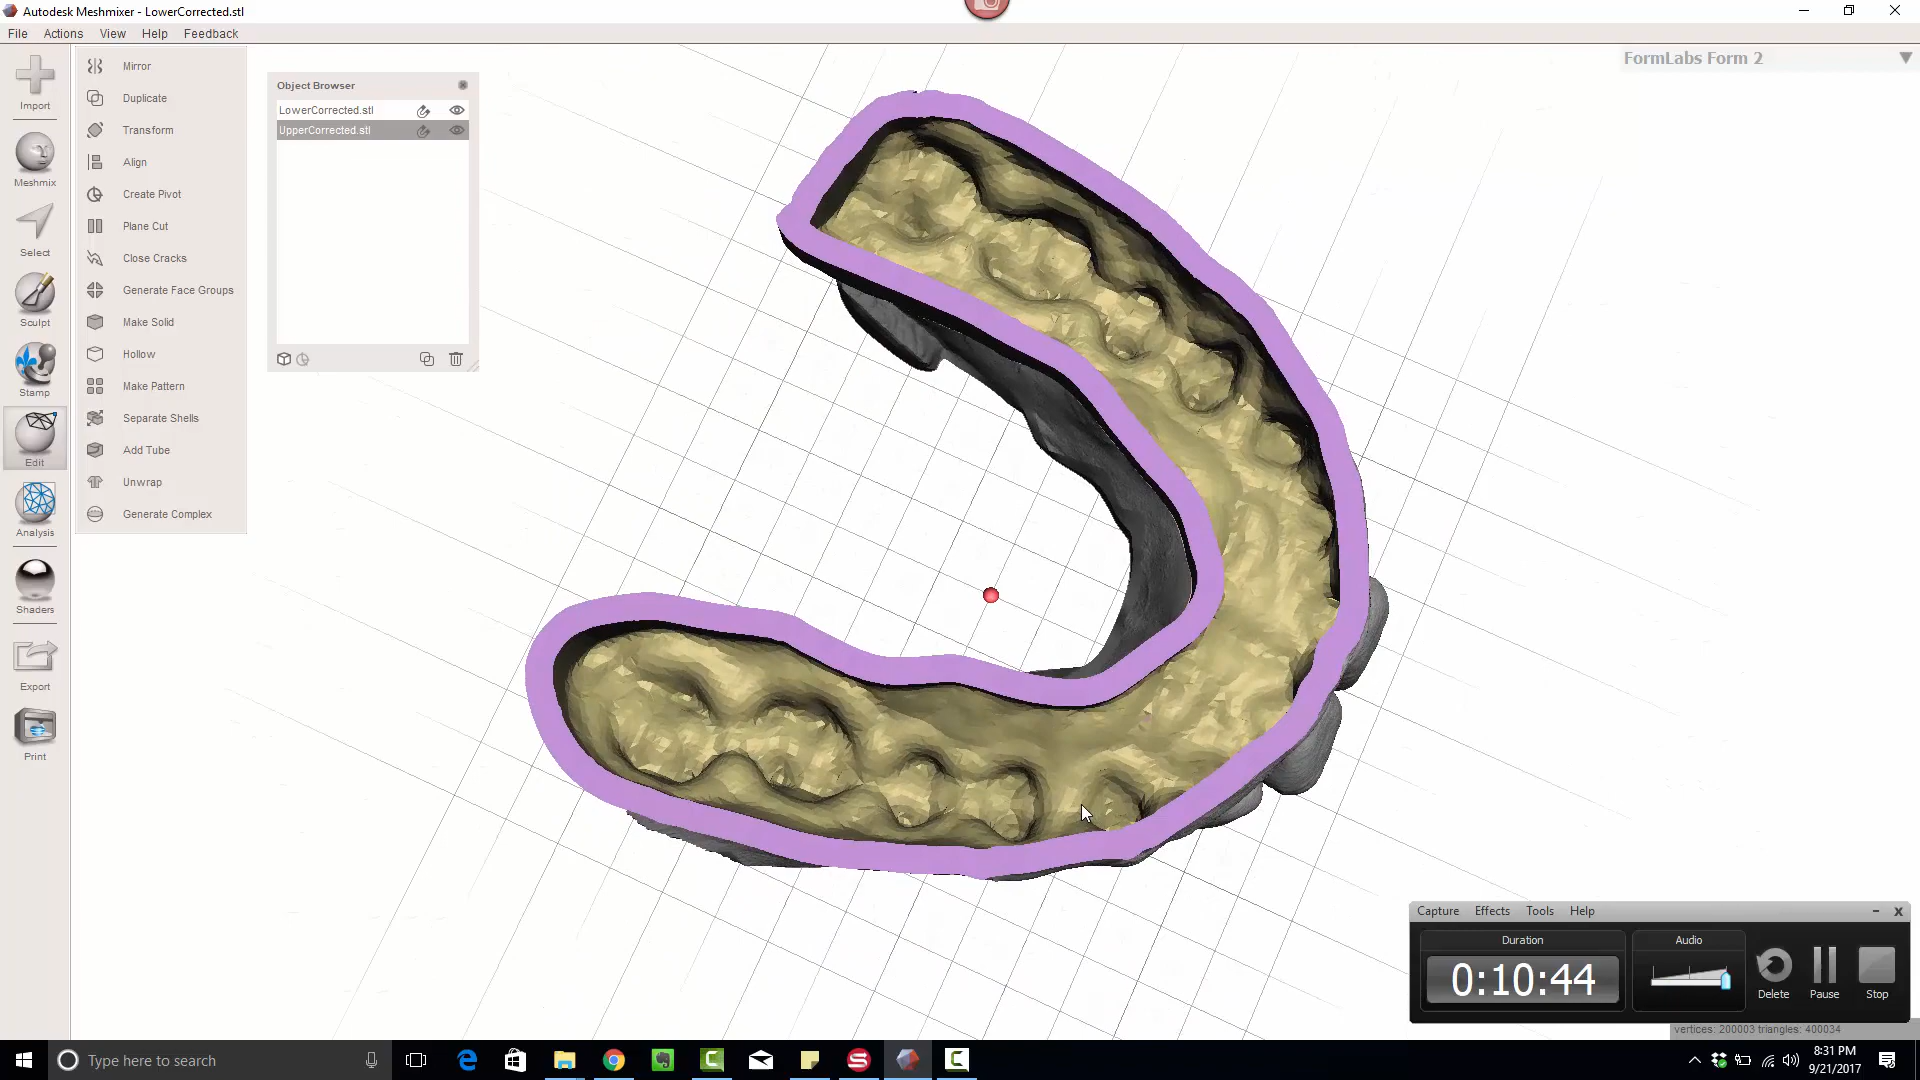 Autodesk Meshmixer - LowerCorrected.stl
File Actions View Help Feedback
FormLabs Form 2
Import
Meshmix
Select
Sculpt
Stamp
Edit
Analysis
Shaders
Export
Print
Mirror
Duplicate
Transform
Align
Create Pivot
Plane Cut
Close Cracks
Generate Face Groups
Make Solid
Hollow
Make Pattern
Separate Shells
Add Tube
Unwrap
Generate Complex
Object Browser
LowerCorrected.stl
UpperCorrected.stl
Capture Effects Tools Help
Duration
0:10:44
Audio
Delete
Pause
Stop
vertices: 200003 triangles: 400034
Type here to search
8:31 PM
9/21/2017